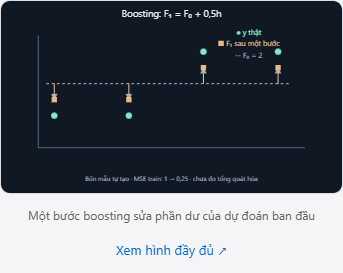 Boosting: F₁ = F₀ + 0,5h
y thật
F₁ sau một bước
-- F₀ = 2
Bốn mẫu tự tạo · MSE train: 1 → 0,25 · chưa đo tổng quát hóa
Một bước boosting sửa phần dư của dự đoán ban đầu
Xem hình đầy đủ ↗